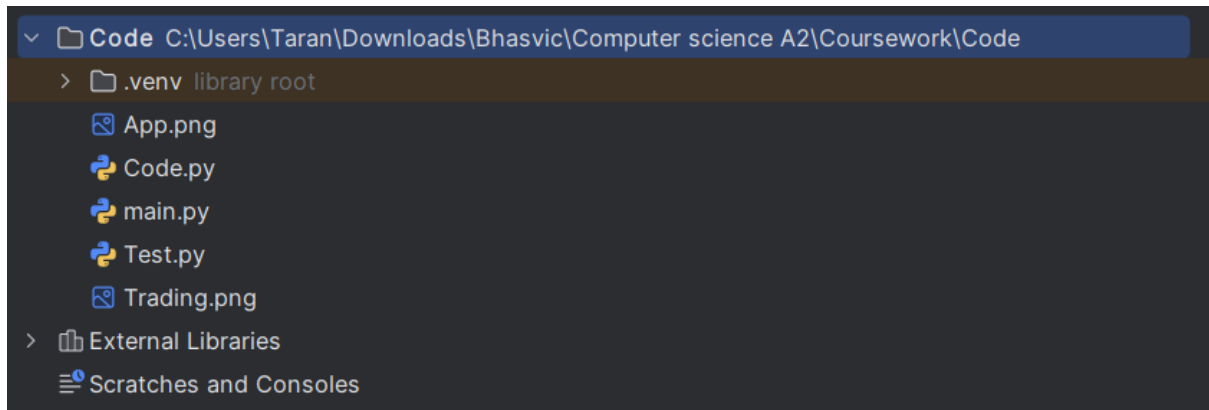 Code C:\Users\Taran\Downloads\Bhasvic\Computer science A2\Coursework\Code
.venv library root
App.png
Code.py
main.py
Test.py
Trading.png
External Libraries
Scratches and Consoles